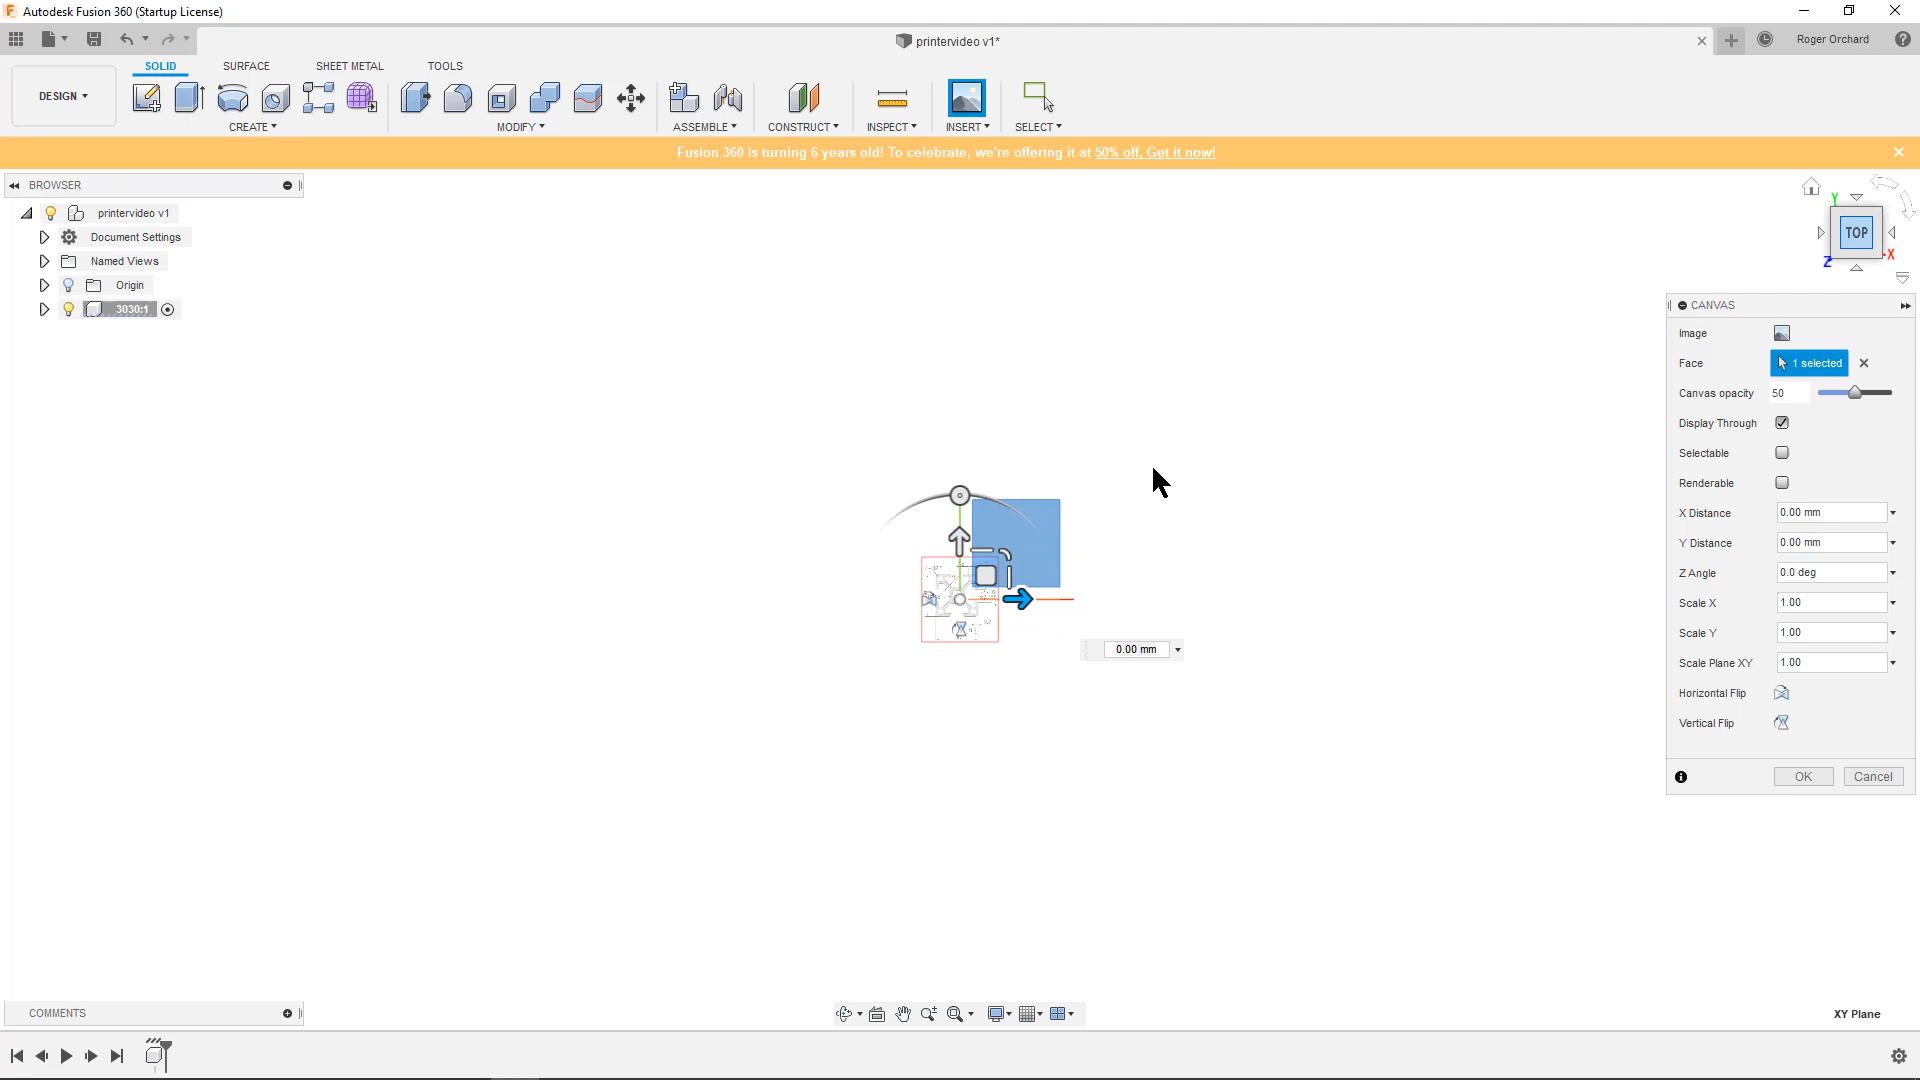 Autodesk Fusion 360 (Startup License)
printervideo v1*
Roger Orchard
DESIGN
SOLID
SURFACE
SHEET METAL
TOOLS
CREATE
MODIFY
ASSEMBLE
CONSTRUCT
INSPECT
INSERT
SELECT
Fusion 360 is turning 6 years old! To celebrate, we're offering it at 50% off. Get it now!
BROWSER
printervideo v1
Document Settings
Named Views
Origin
3030:1
Y
TOP
Z
-X
CANVAS
Image
Face 1 selected
Canvas opacity 50
Display Through
Selectable
Renderable
X Distance 0.00 mm
Y Distance 0.00 mm
Z Angle 0.0 deg
Scale X 1.00
Scale Y 1.00
Scale Plane XY 1.00
Horizontal Flip
Vertical Flip
OK
Cancel
0.00 mm
COMMENTS
XY Plane